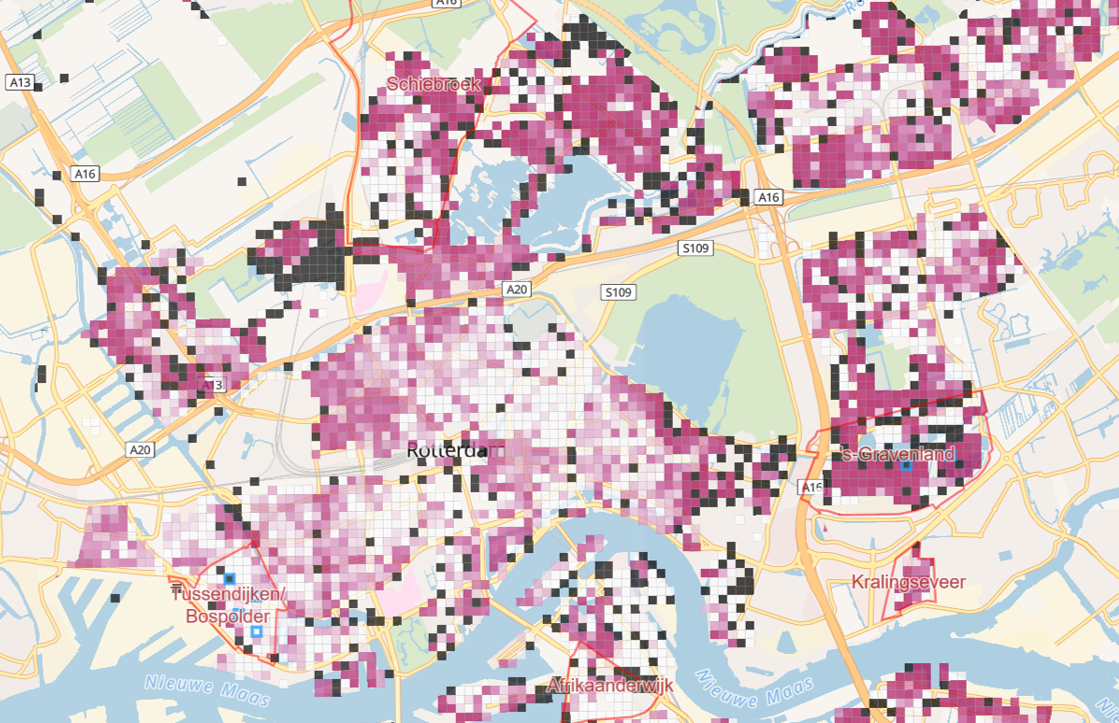 A16
Ro
A13
Schiebroek
A16
A16
S109
A20
S109
A13
A20
Rotterdam
's-Gravenland
A16
Tussendijken/
Bospolder
Kralingseveer
Afrikaanderwijk
Nieuwe Maas
Nieuwe Maas
N